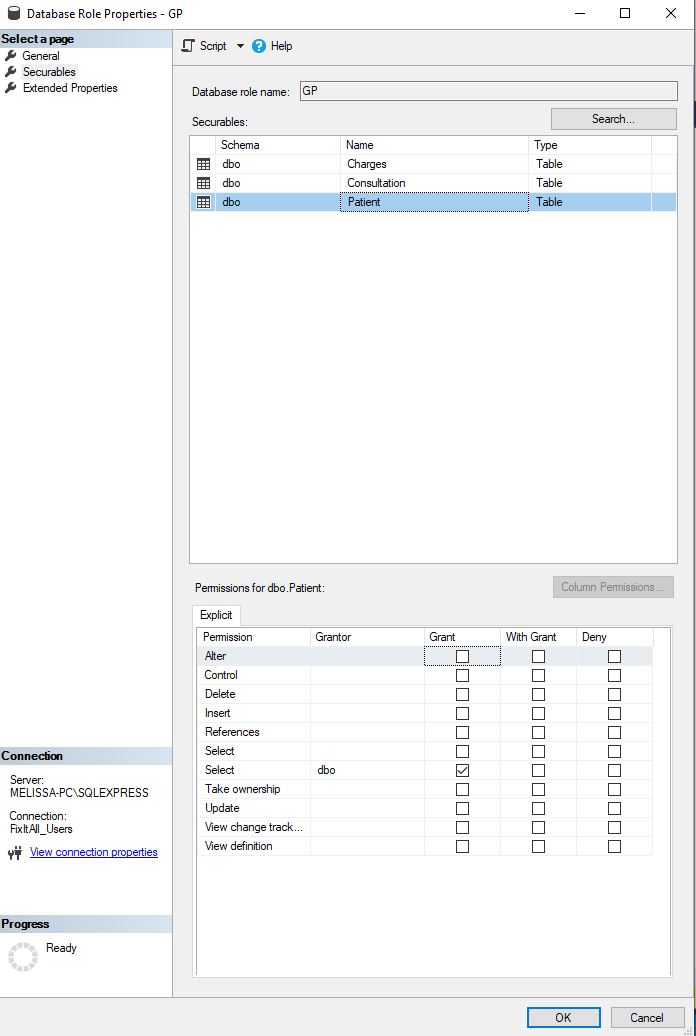 Database Role Properties - GP
Select a page
General
Securables
Extended Properties
Script
Help
Database role name: GP
Securables: Search...
Schema Name Type
dbo Charges Table
dbo Consultation Table
dbo Patient Table
Permissions for dbo.Patient: Column Permissions...
Explicit
Permission Grantor Grant With Grant Deny
Alter
Control
Delete
Insert
References
Select
Select dbo
Take ownership
Update
View change track...
View definition
Connection
Server:
MELISSA-PC\SQLEXPRESS
Connection:
FixItAll_Users
View connection properties
Progress
Ready
OK Cancel